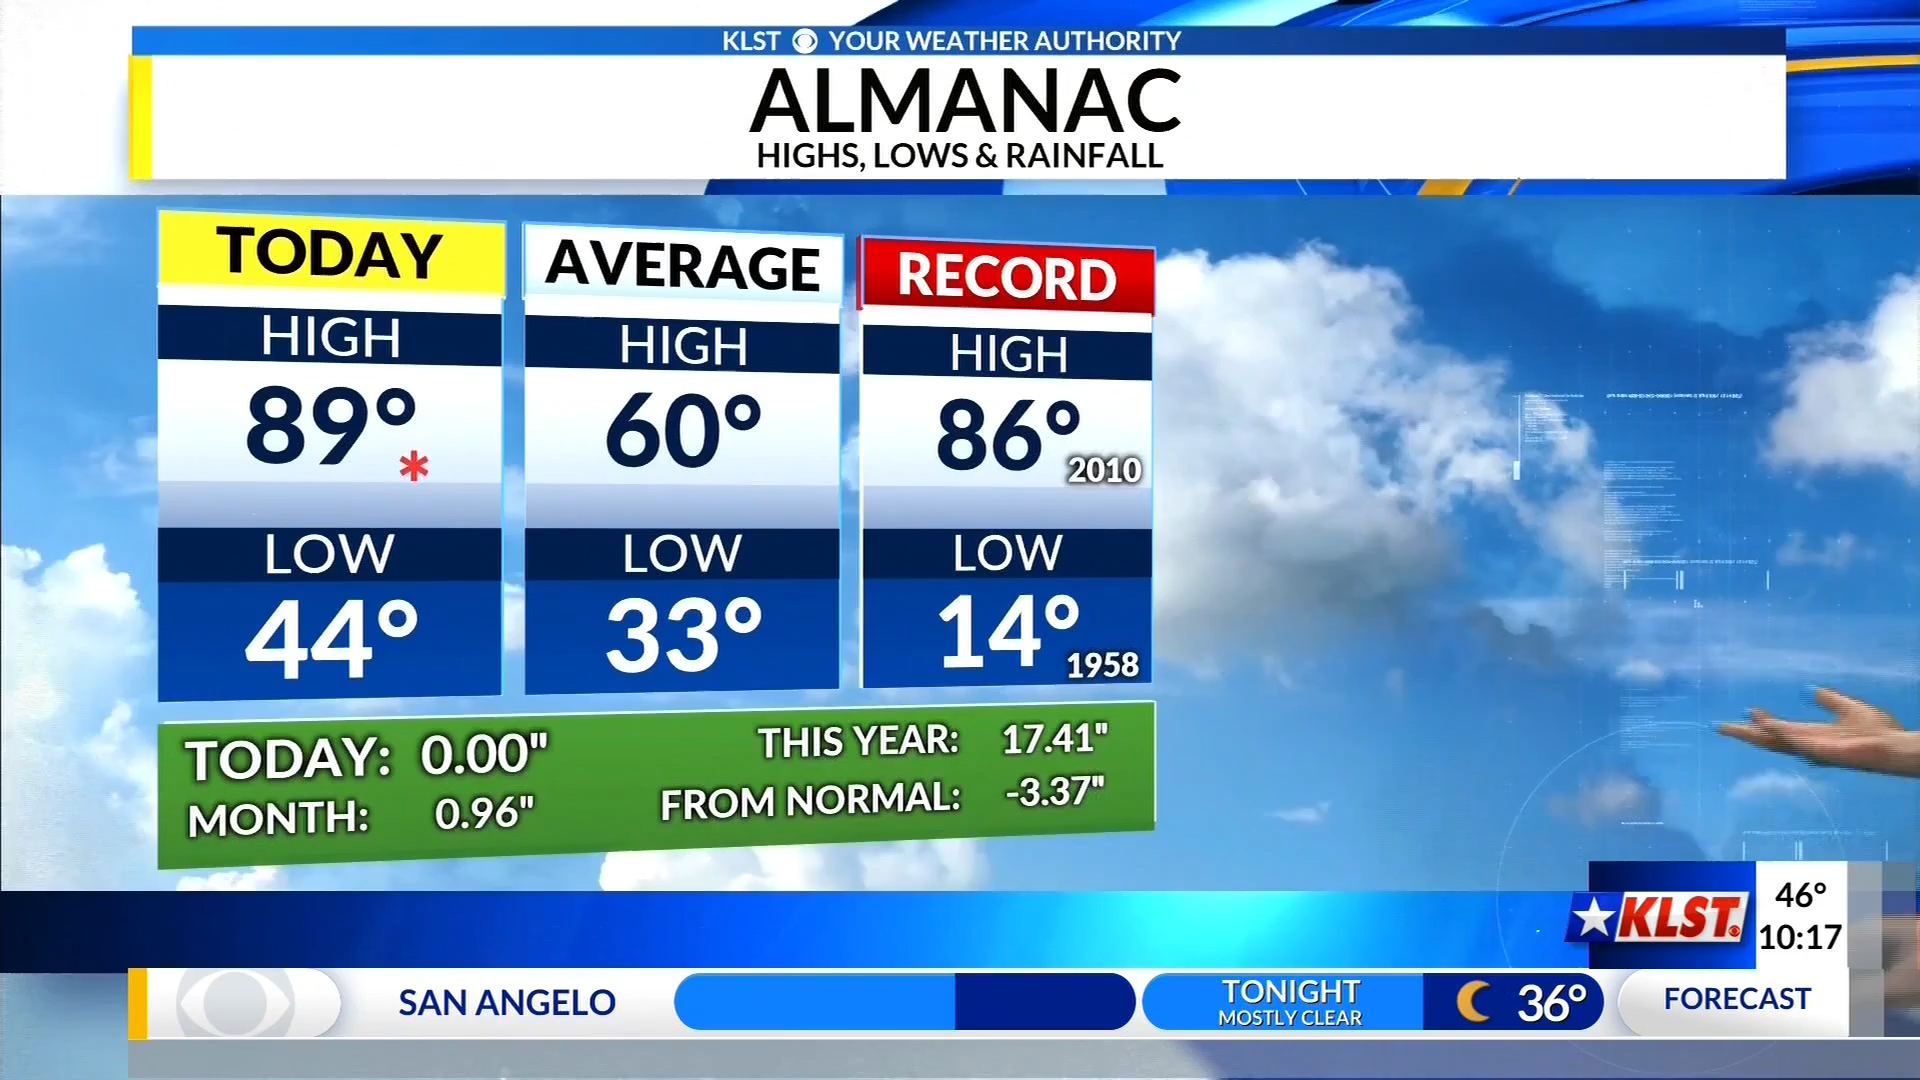 KLST YOUR WEATHER AUTHORITY
ALMANAC
HIGHS, LOWS & RAINFALL
TODAY
HIGH
89°*
LOW
44°
AVERAGE
HIGH
60°
LOW
33°
RECORD
HIGH
86°
2010
LOW
14°
1958
TODAY: 0.00"
MONTH: 0.96"
THIS YEAR: 17.41"
FROM NORMAL: -3.37"
KLST
46°
10:17
SAN ANGELO
TONIGHT
MOSTLY CLEAR
36°
FORECAST